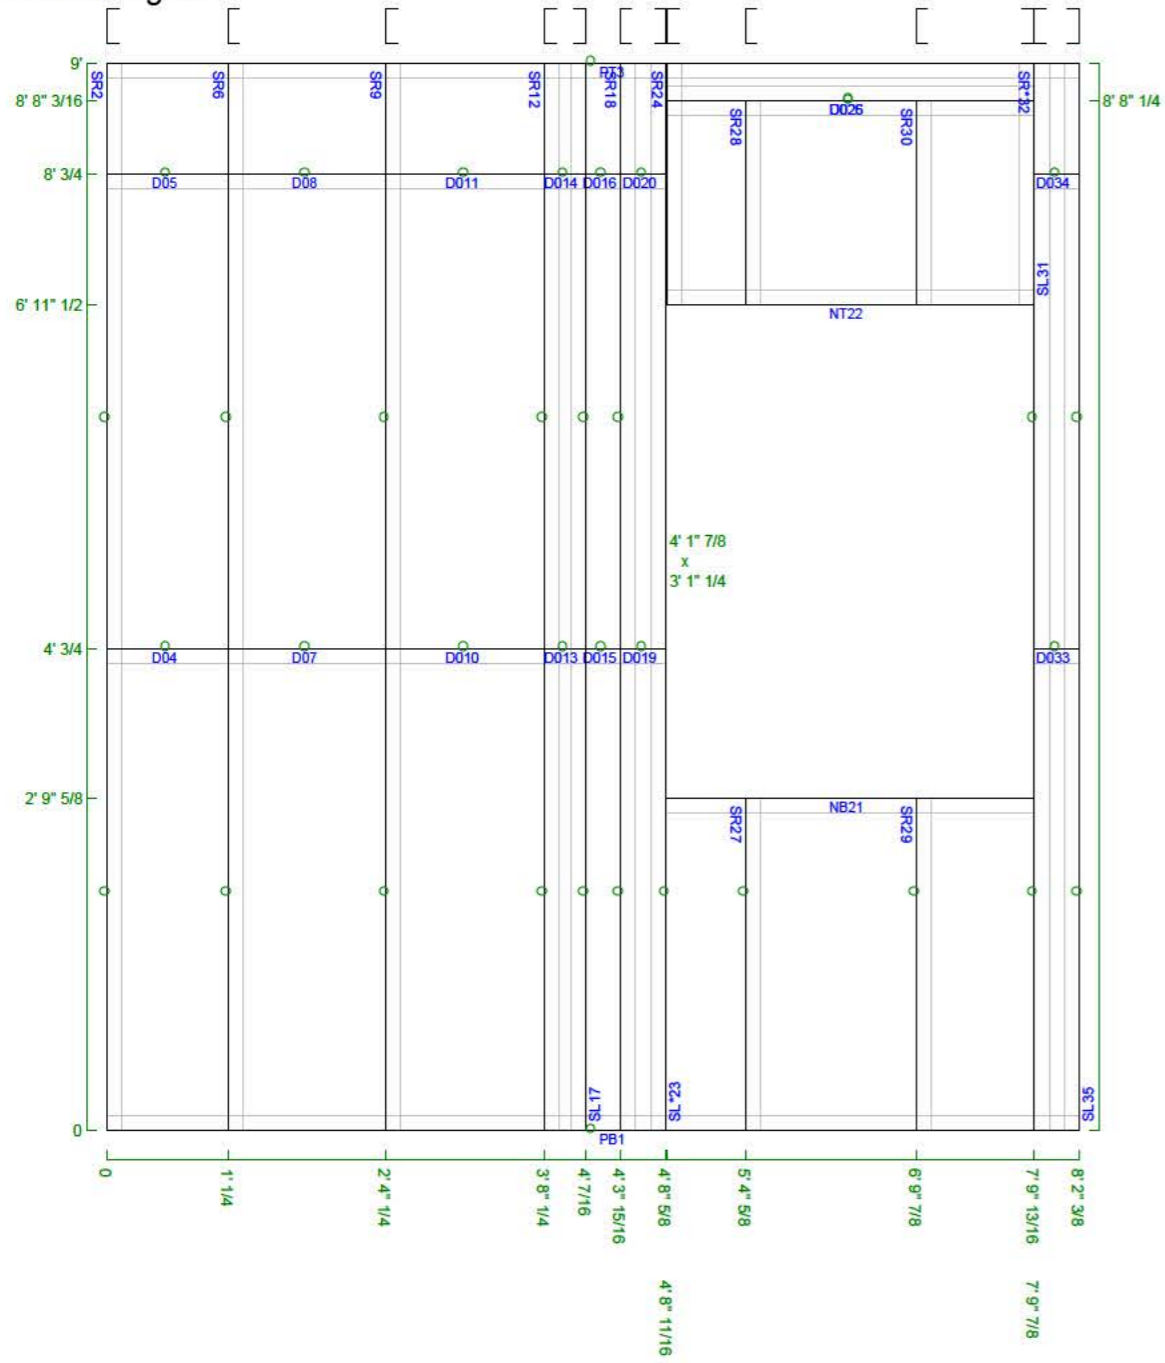 9'
SR2
SR6
SR9
SR12
PT3
SR18
SR24
SR*32
8' 8" 3/16
SR28
SR30
8' 8" 1/4
8' 3/4
D05
D08
D011
D014
D016
D020
D034
SL31
6' 11" 1/2
NT22
4' 1" 7/8
x
3' 1" 1/4
4' 3/4
D04
D07
D010
D013
D015
D019
D033
2' 9" 5/8
SR27
NB21
SR29
SL17
SL*23
SL35
0
PB1
0
1' 1/4
2' 4" 1/4
3' 8" 1/4
4' 7/16
4' 3" 15/16
4' 8" 5/8
5' 4" 5/8
6' 9" 7/8
7' 9" 13/16
8' 2" 3/8
4' 8" 11/16
7' 9" 7/8